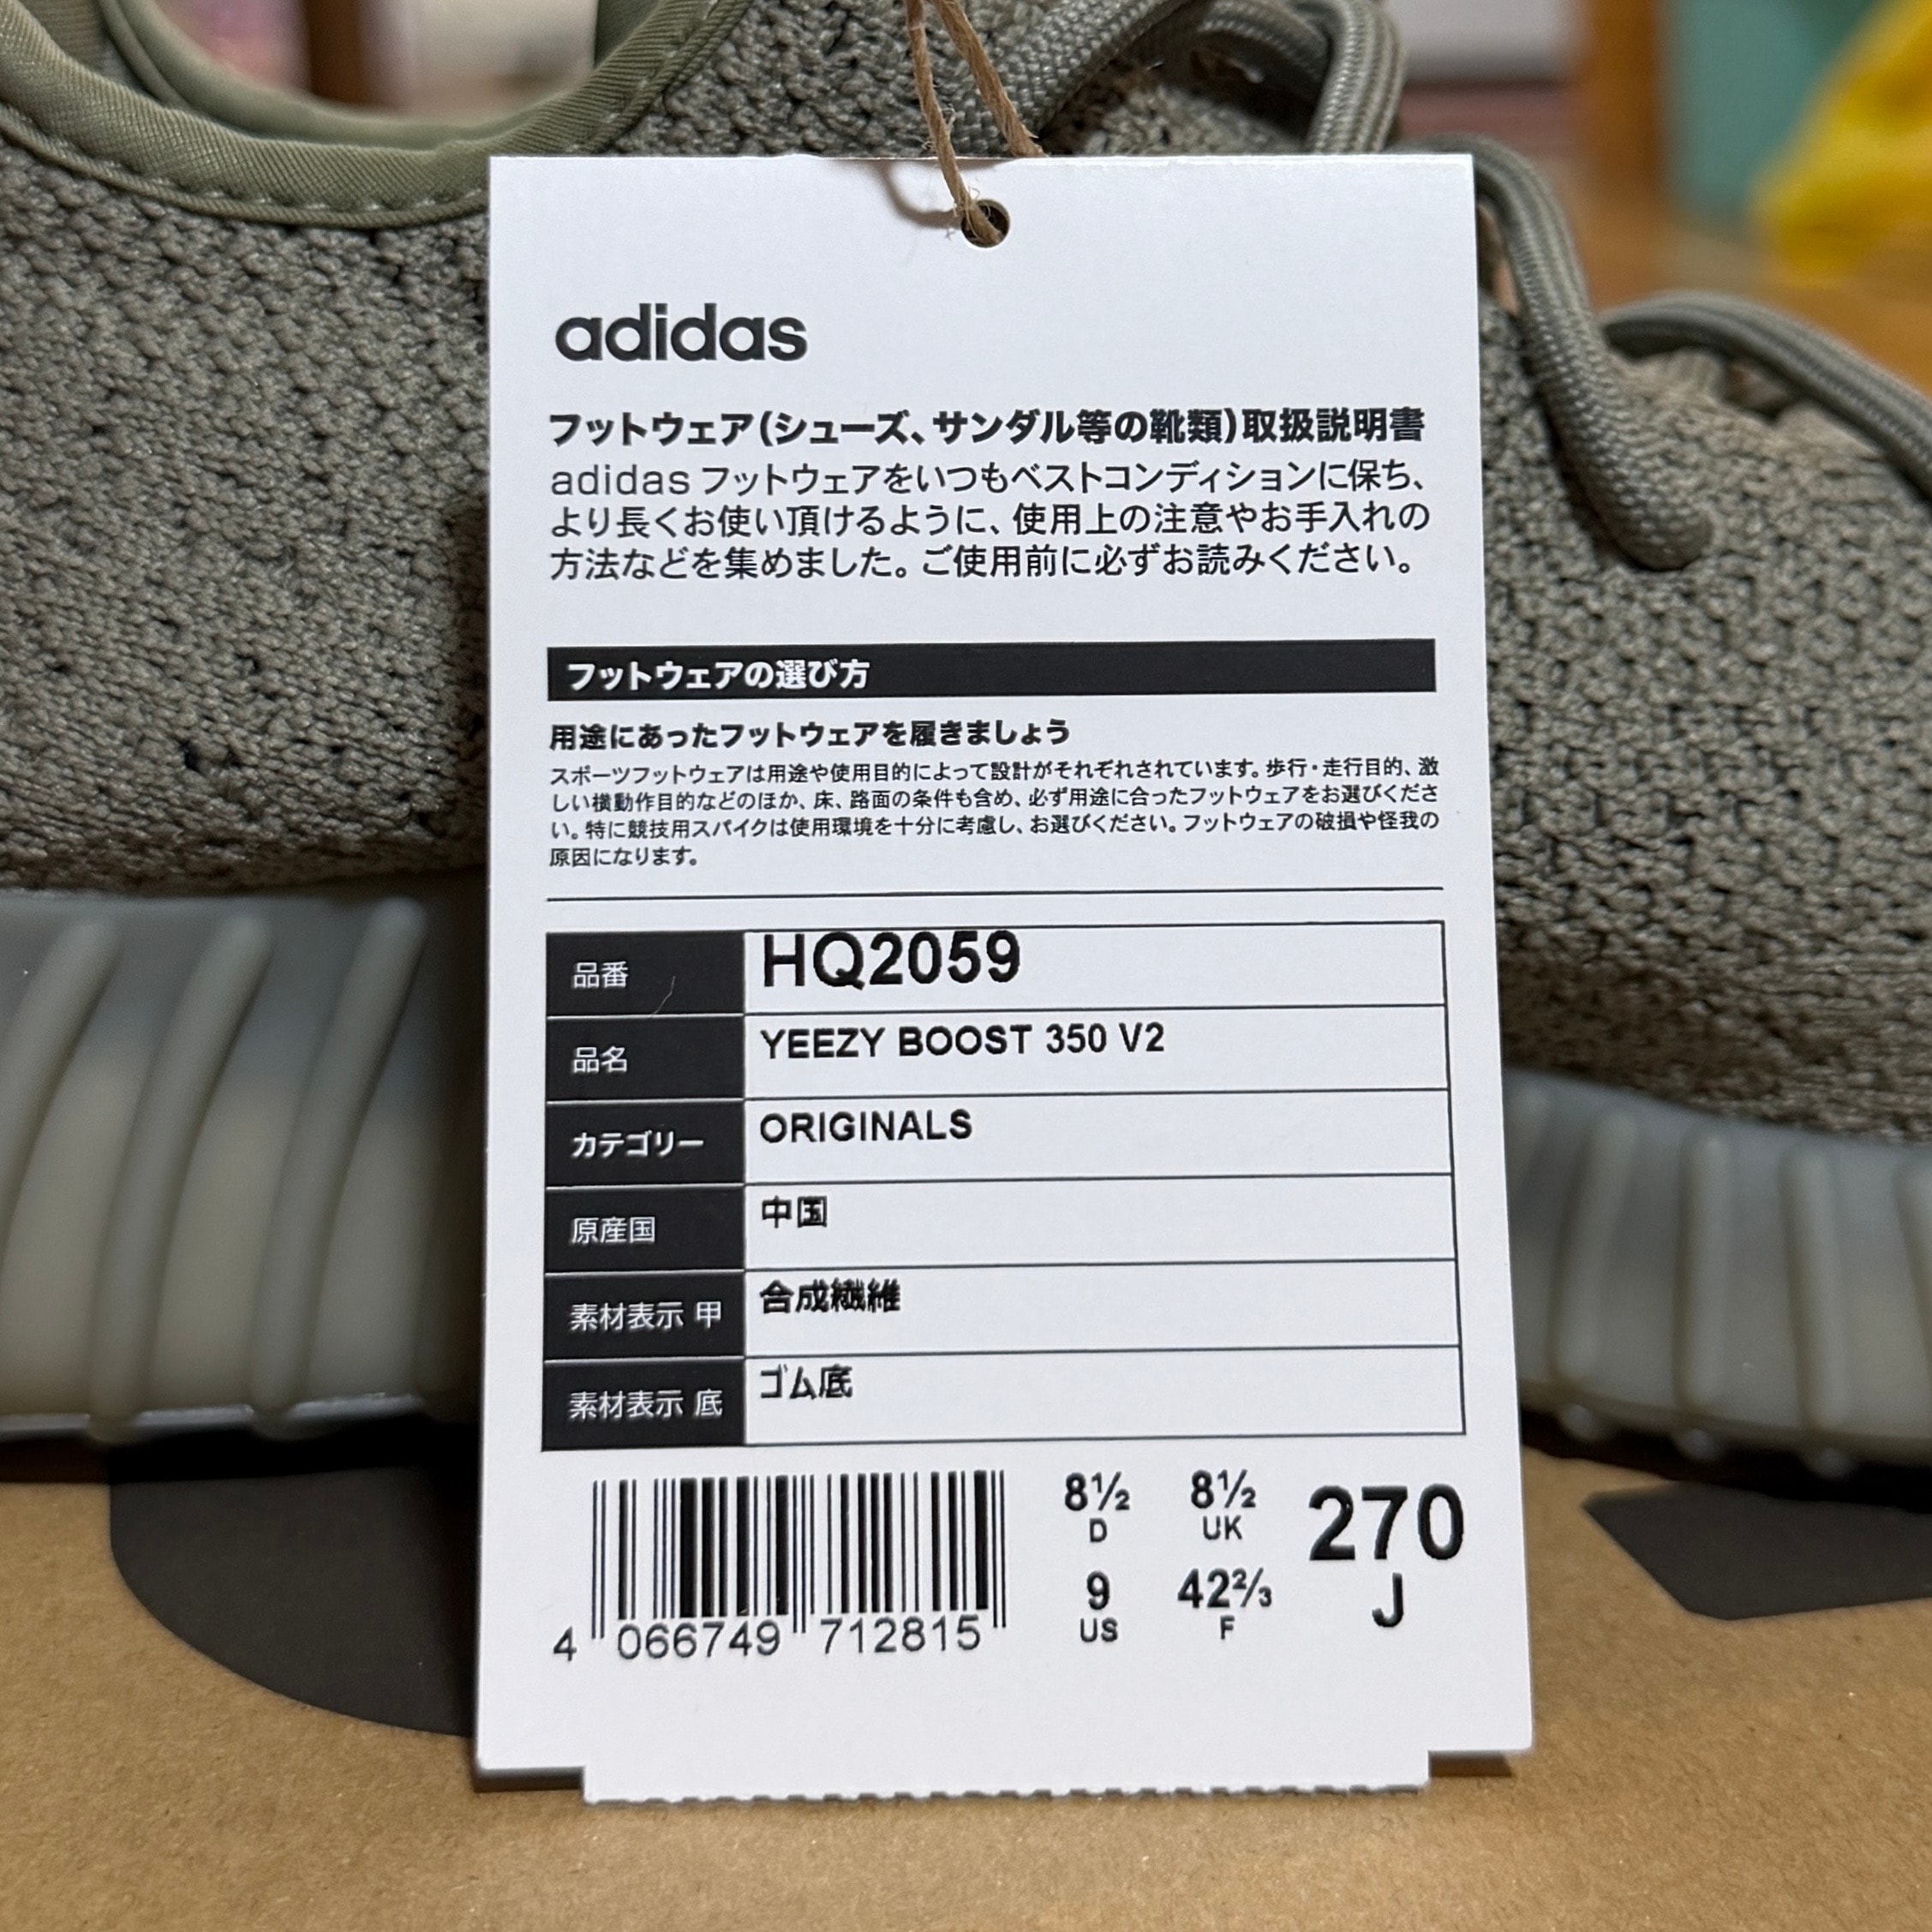 adidas
フットウェア(シューズ、サンダル等の靴類)取扱説明書
adidas フットウェアをいつもベストコンディションに保ち、
より長くお使い頂けるように、使用上の注意やお手入れの
方法などを集めました。ご使用前に必ずお読みください。
フットウェアの選び方
用途にあったフットウェアを履きましょう
スポーツフットウェアは用途や使用目的によって設計がそれぞれされています。歩行・走行目的、激
しい横動作目的などのほか、床、路面の条件も含め、必ず用途に合ったフットウェアをお選びくださ
い。特に競技用スパイクは使用環境を十分に考慮し、お選びください。フットウェアの破損や怪我の
原因になります。
品番 HQ2059
品名 YEEZY BOOST 350 V2
カテゴリー ORIGINALS
原産国 中国
素材表示 甲 合成繊維
素材表示 底 ゴム底
4 066749 712815
8½ 8½ 270
D UK
9 42⅔ J
US F